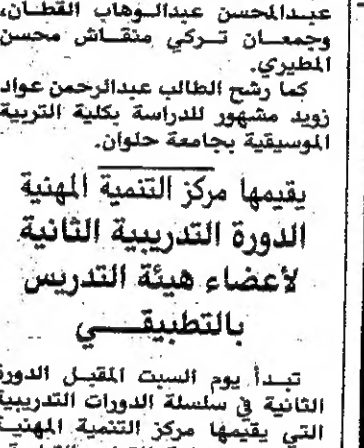 عبدالمحسن عبدالوهاب القطان،
وجمعان تركي منقاش محسن
المطيري.
كما رشح الطالب عبدالرحمن عواد
زويد مشهور للدراسة بكلية التربية
الموسيقية بجامعة حلوان.
يقيمها مركز التنمية المهنية
الدورة التدريبية الثانية
لأعضاء هيئة التدريس
بالتطبيقي
تبدأ يوم السبت المقبل الدورة
الثانية في سلسلة الدورات التدريبية
التي يقيمها مركز التنمية المهنية